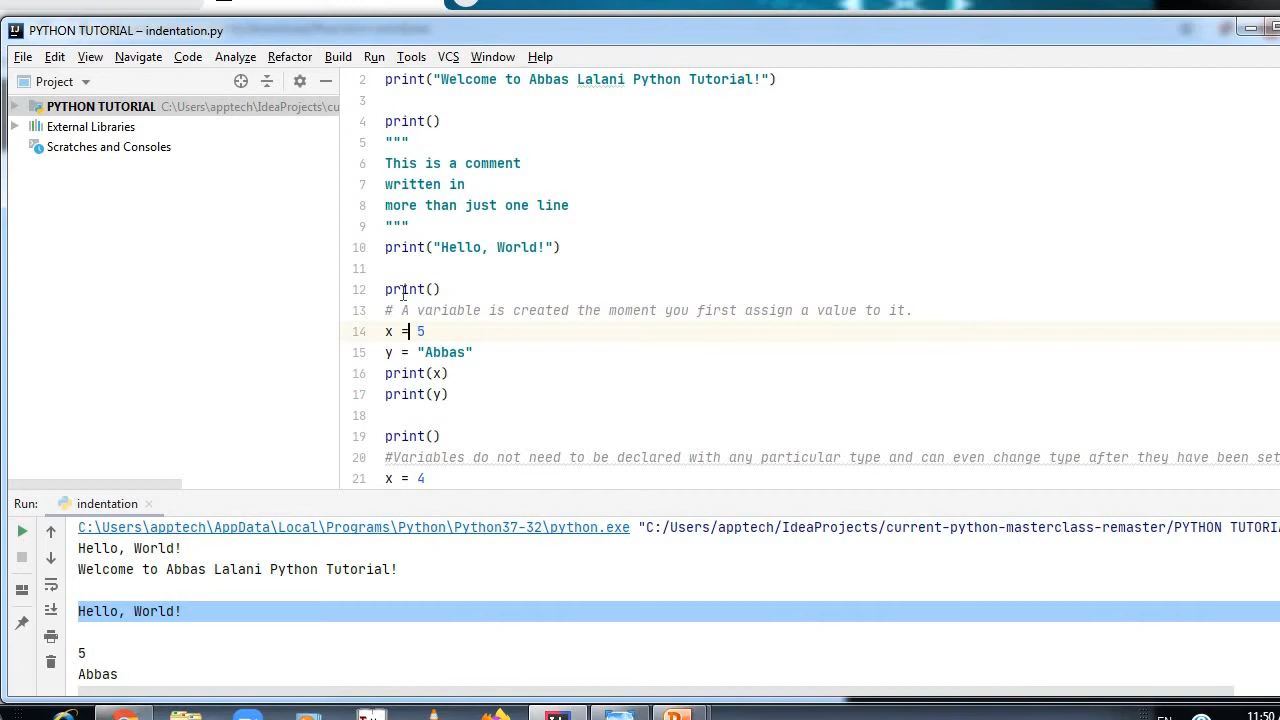 PYTHON TUTORIAL – indentation.py
File Edit View Navigate Code Analyze Refactor Build Run Tools VCS Window Help
Project
PYTHON TUTORIAL C:\Users\apptech\IdeaProjects\cu
External Libraries
Scratches and Consoles
2 print("Welcome to Abbas Lalani Python Tutorial!")
3
4 print()
5 """
6 This is a comment
7 written in
8 more than just one line
9 """
10 print("Hello, World!")
11
12 print()
13 # A variable is created the moment you first assign a value to it.
14 x = 5
15 y = "Abbas"
16 print(x)
17 print(y)
18
19 print()
20 #Variables do not need to be declared with any particular type and can even change type after they have been set
21 x = 4
Run: indentation
C:\Users\apptech\AppData\Local\Programs\Python\Python37-32\python.exe "C:/Users/apptech/IdeaProjects/current-python-masterclass-remaster/PYTHON TUTORIA
Hello, World!
Welcome to Abbas Lalani Python Tutorial!
Hello, World!
5
Abbas
EN 11:50